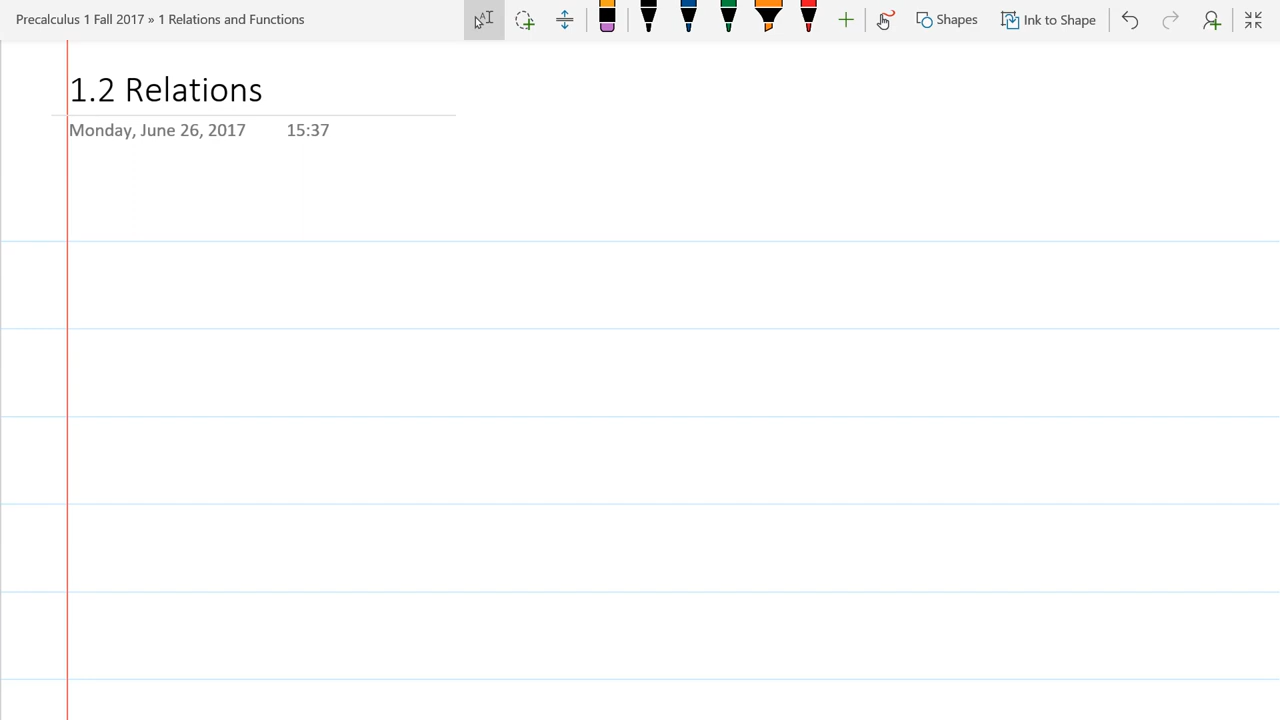 Precalculus 1 Fall 2017 » 1 Relations and Functions
Shapes
Ink to Shape
1.2 Relations
Monday, June 26, 2017 15:37